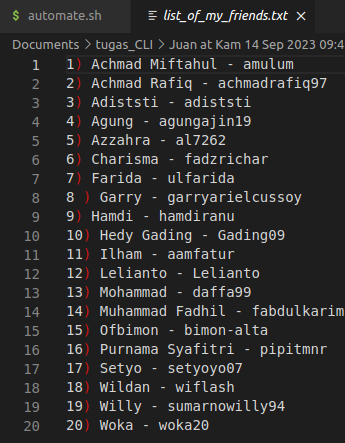 $ automate.sh
list_of_my_friends.txt ×
Documents > tugas_CLI > Juan at Kam 14 Sep 2023 09:4
1 1) Achmad Miftahul - amulum
2 2) Achmad Rafiq - achmadrafiq97
3 3) Adiststi - adiststi
4 4) Agung - agungajin19
5 5) Azzahra - al7262
6 6) Charisma - fadzrichar
7 7) Farida - ulfarida
8 8 ) Garry - garryarielcussoy
9 9) Hamdi - hamdiranu
10 10) Hedy Gading - Gading09
11 11) Ilham - aamfatur
12 12) Lelianto - Lelianto
13 13) Mohammad - daffa99
14 14) Muhammad Fadhil - fabdulkarim
15 15) Ofbimon - bimon-alta
16 16) Purnama Syafitri - pipitmnr
17 17) Setyo - setyoyo07
18 18) Wildan - wiflash
19 19) Willy - sumarnowilly94
20 20) Woka - woka20